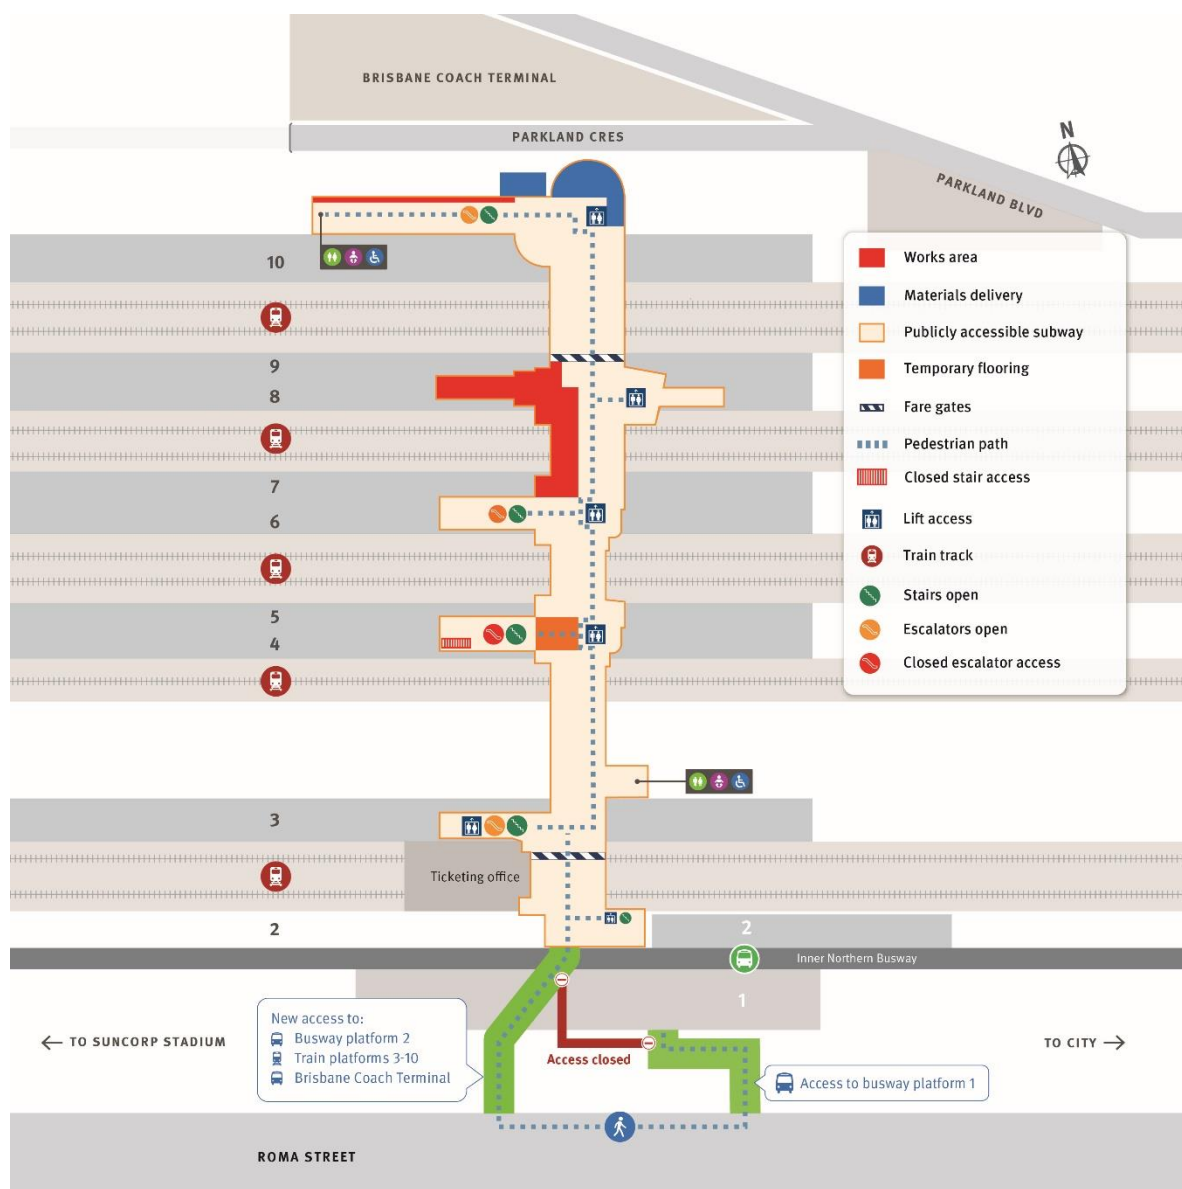 BRISBANE COACH TERMINAL
PARKLAND CRES
N
PARKLAND BLVD
10
9
8
7
6
5
4
3
2
Works area
Materials delivery
Publicly accessible subway
Temporary flooring
Fare gates
Pedestrian path
Closed stair access
Lift access
Train track
Stairs open
Escalators open
Closed escalator access
Ticketing office
2
Inner Northern Busway
1
New access to:
Busway platform 2
Train platforms 3-10
Brisbane Coach Terminal
← TO SUNCORP STADIUM
Access closed
TO CITY →
Access to busway platform 1
ROMA STREET